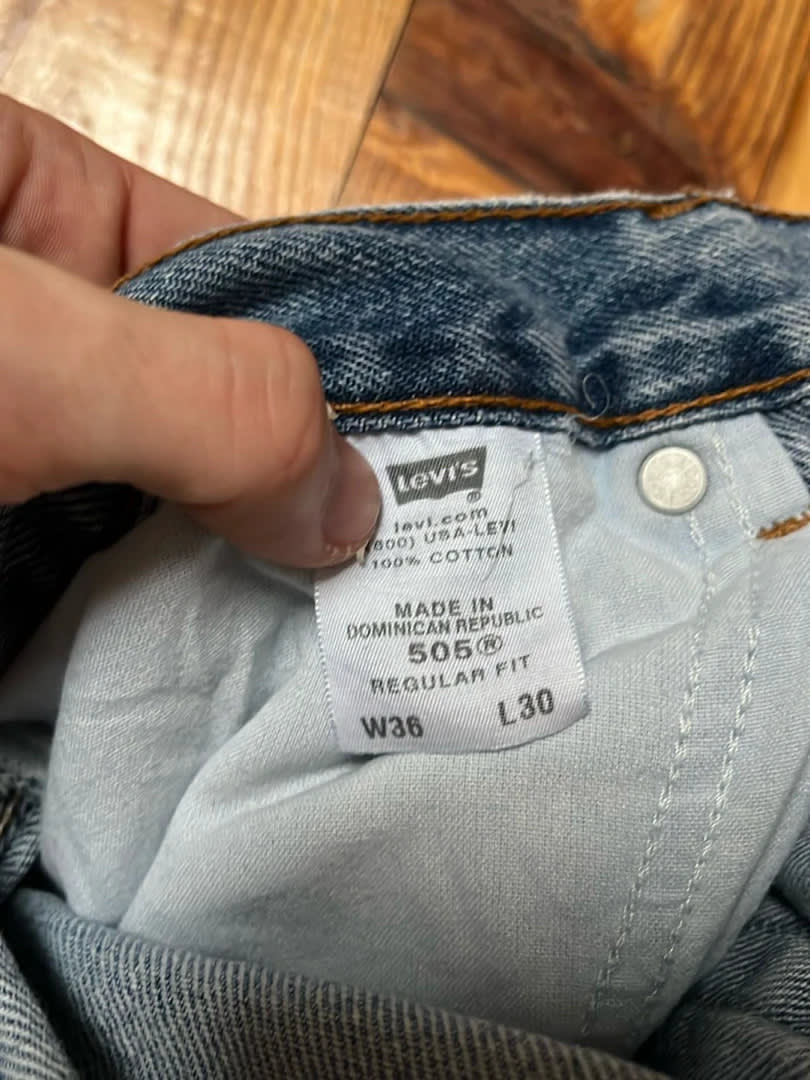 Levi's
®
levi.com
(800) USA-LEVI
100% COTTON
MADE IN
DOMINICAN REPUBLIC
505®
REGULAR FIT
W36 L30